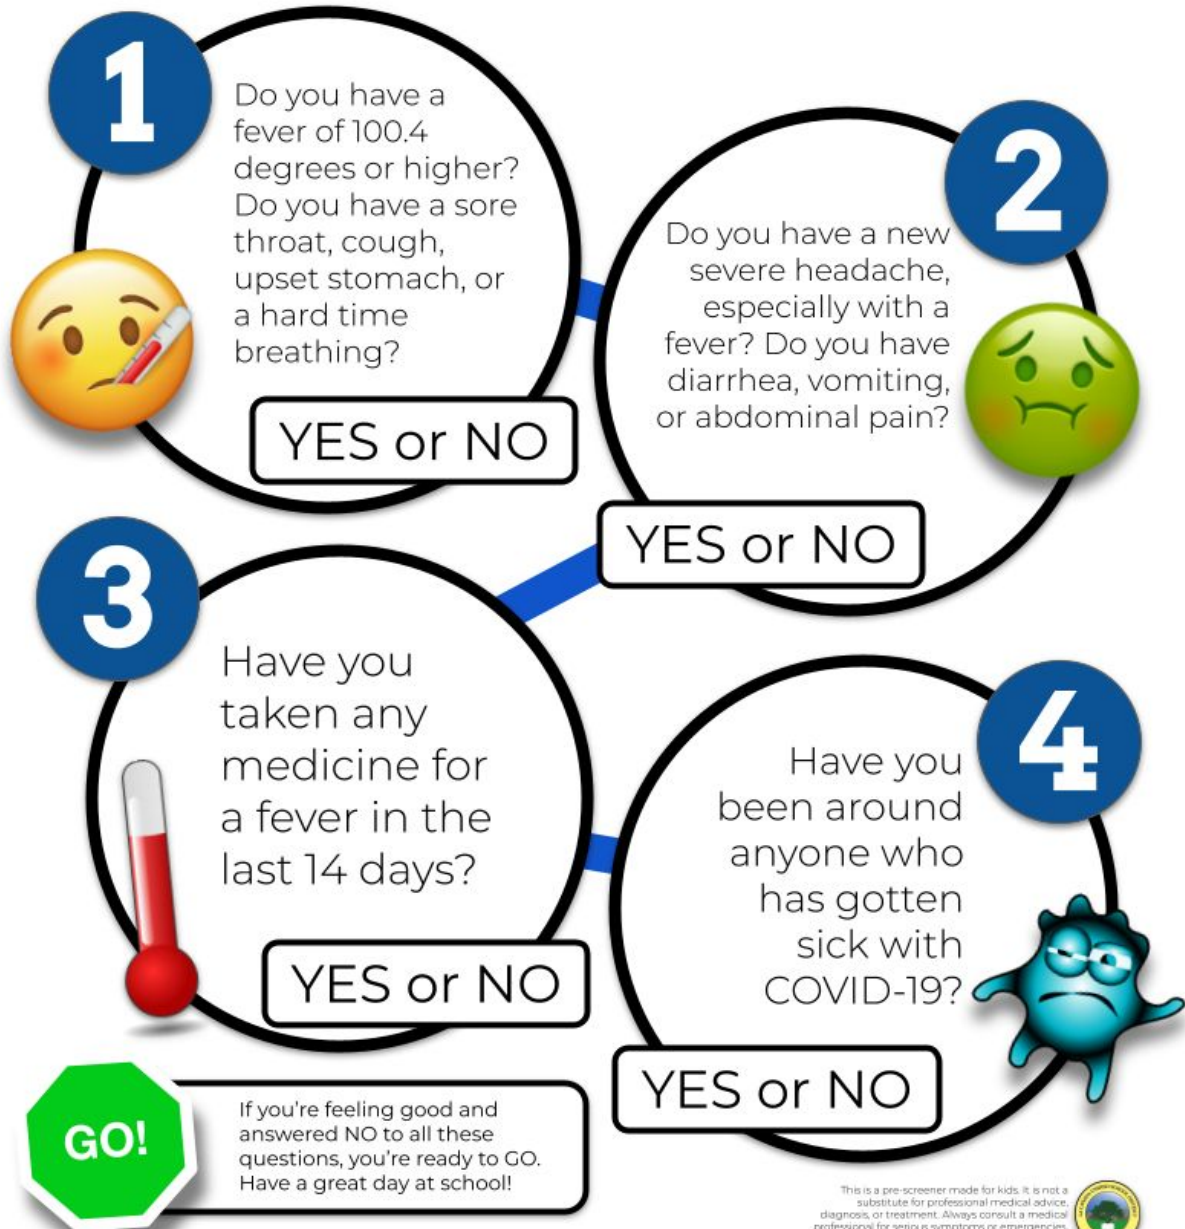 1
Do you have a
fever of 100.4
degrees or higher?
Do you have a sore
throat, cough,
upset stomach, or
a hard time
breathing?
YES or NO
2
Do you have a new
severe headache,
especially with a
fever? Do you have
diarrhea, vomiting,
or abdominal pain?
YES or NO
3
Have you
taken any
medicine for
a fever in the
last 14 days?
YES or NO
4
Have you
been around
anyone who
has gotten
sick with
COVID-19?
YES or NO
GO!
If you're feeling good and
answered NO to all these
questions, you're ready to GO.
Have a great day at school!
This is a pre-screener made for kids. It is not a
substitute for professional medical advice,
diagnosis, or treatment. Always consult a medical
professional for serious symptoms or emergencies.